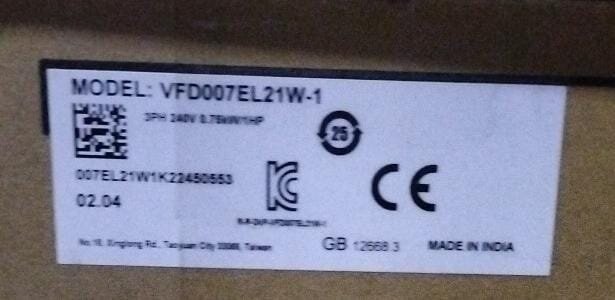 MODEL: VFD007EL21W-1
3PH 240V 0.75kW/1HP
25
007EL21W1K22450553
02.04
CE
GB 12668.3
MADE IN INDIA
No.18, Xinglong Rd., Taoyuan City 33068, Taiwan